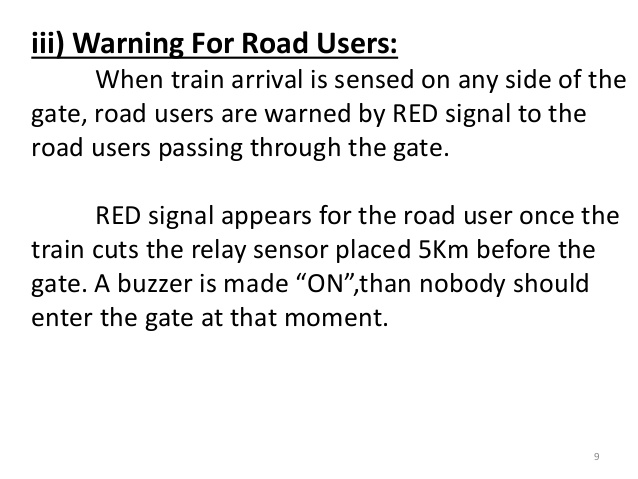 iii) Warning For Road Users:
When train arrival is sensed on any side of the
gate, road users are warned by RED signal to the
road users passing through the gate.
RED signal appears for the road user once the
train cuts the relay sensor placed 5Km before the
gate. A buzzer is made “ON”,than nobody should
enter the gate at that moment.
9